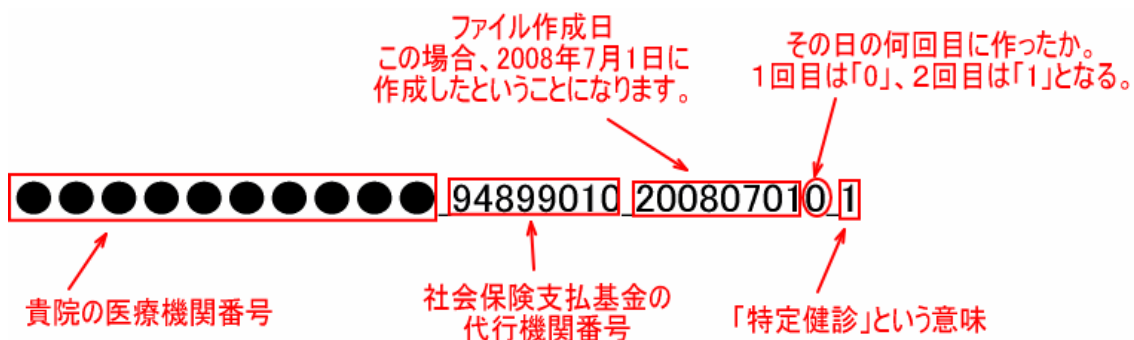 ファイル作成日
この場合、2008年7月1日に
作成したということになります。
その日の何回目に作ったか。
１回目は「0」、２回目は「1」となる。
●●●●●●●●●●_94899010_200807010_1
貴院の医療機関番号
社会保険支払基金の
代行機関番号
「特定健診」という意味